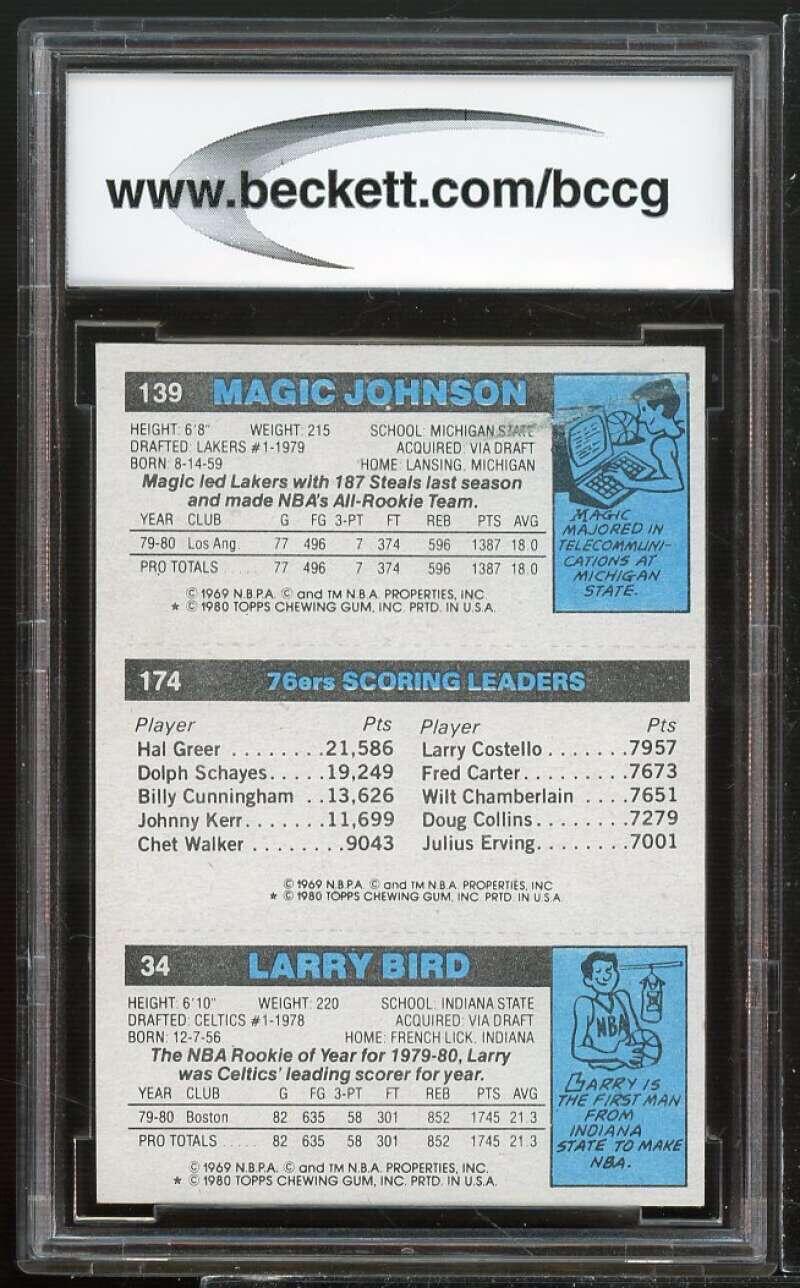 www.beckett.com/bccg
139 MAGIC JOHNSON
HEIGHT: 6'8" WEIGHT: 215 SCHOOL: MICHIGAN STATE
DRAFTED: LAKERS #1-1979 ACQUIRED: VIA DRAFT
BORN: 8-14-59 HOME: LANSING, MICHIGAN
Magic led Lakers with 187 Steals last season
and made NBA's All-Rookie Team.
YEAR CLUB G FG 3-PT FT REB PTS AVG
79-80 Los Ang. 77 496 7 374 596 1387 18.0
PRO TOTALS ..... 77 496 7 374 596 1387 18.0
© 1969 N.B.P.A. © and TM N.B.A. PROPERTIES, INC.
* © 1980 TOPPS CHEWING GUM, INC. PRTD. IN U.S.A.
MAGIC
MAJORED IN
TELECOMMUNI-
CATIONS AT
MICHIGAN
STATE.
174 76ers SCORING LEADERS
Player Pts Player Pts
Hal Greer ........21,586 Larry Costello.......7957
Dolph Schayes.....19,249 Fred Carter.........7673
Billy Cunningham ..13,626 Wilt Chamberlain ....7651
Johnny Kerr.......11,699 Doug Collins........7279
Chet Walker ........9043 Julius Erving........7001
© 1969 N.B.P.A. © and TM N.B.A. PROPERTIES, INC.
* © 1980 TOPPS CHEWING GUM, INC. PRTD. IN U.S.A.
34 LARRY BIRD
HEIGHT: 6'10" WEIGHT: 220 SCHOOL: INDIANA STATE
DRAFTED: CELTICS #1-1978 ACQUIRED: VIA DRAFT
BORN: 12-7-56 HOME: FRENCH LICK, INDIANA
The NBA Rookie of Year for 1979-80, Larry
was Celtics' leading scorer for year.
YEAR CLUB G FG 3-PT FT REB PTS AVG
79-80 Boston 82 635 58 301 852 1745 21.3
PRO TOTALS ..... 82 635 58 301 852 1745 21.3
© 1969 N.B.P.A. © and TM N.B.A. PROPERTIES, INC.
* © 1980 TOPPS CHEWING GUM, INC. PRTD. IN U.S.A.
NBA
LARRY IS
THE FIRST MAN
FROM
INDIANA
STATE TO MAKE
NBA.